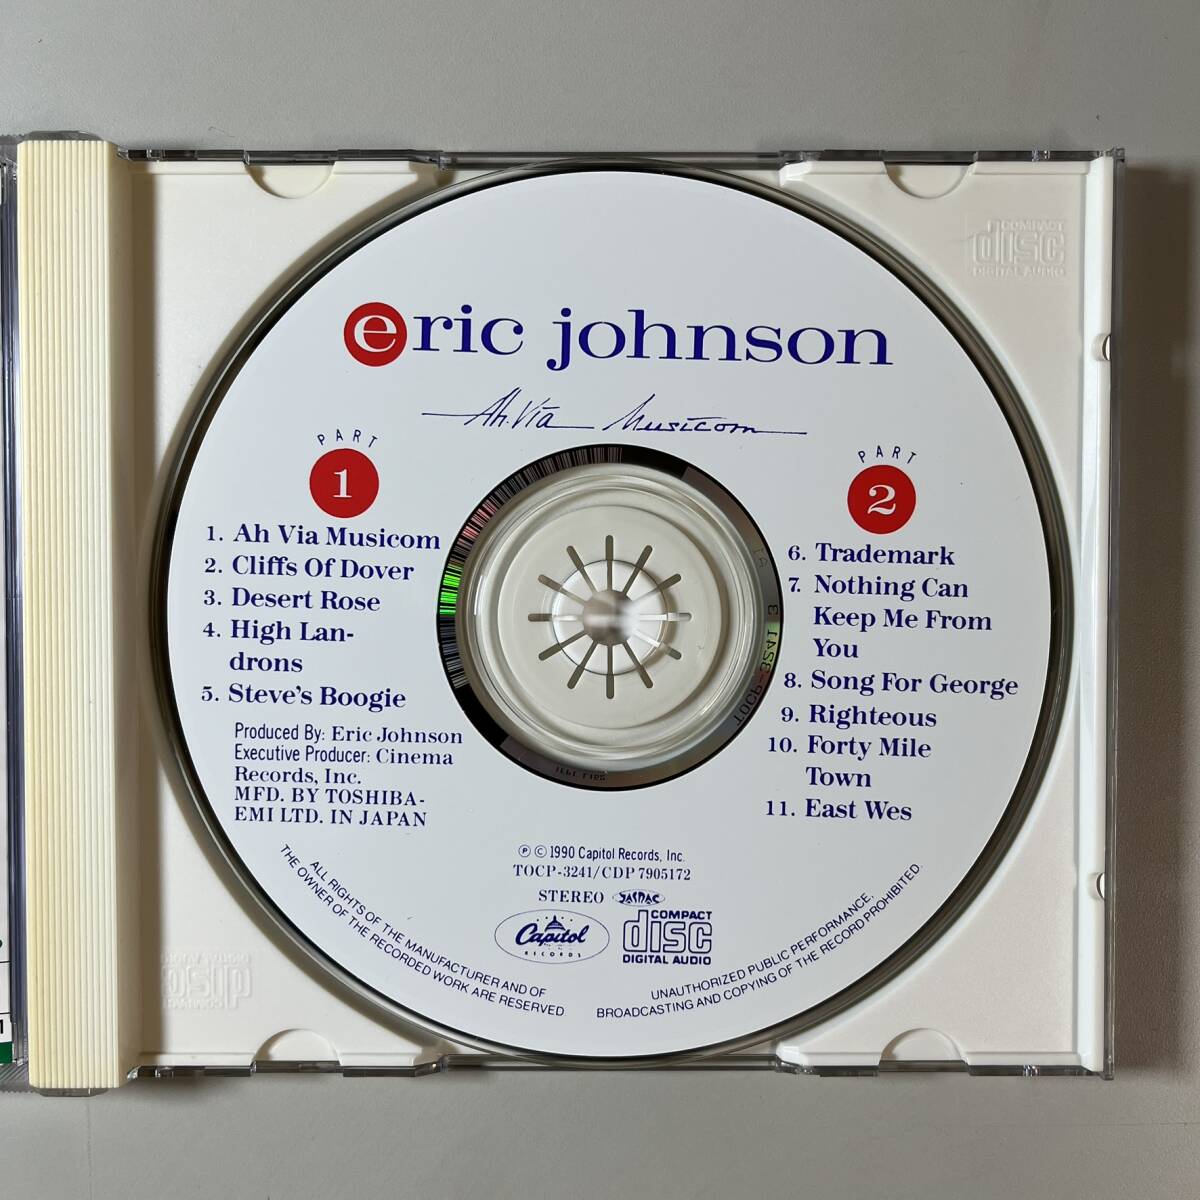 eric johnson
Ah Via Musicom
PART
1
1. Ah Via Musicom
2. Cliffs Of Dover
3. Desert Rose
4. High Lan-
drons
5. Steve's Boogie
Produced By: Eric Johnson
Executive Producer: Cinema
Records, Inc.
MFD. BY TOSHIBA-
EMI LTD. IN JAPAN
PART
2
6. Trademark
7. Nothing Can
Keep Me From
You
8. Song For George
9. Righteous
10. Forty Mile
Town
11. East Wes
℗ © 1990 Capitol Records, Inc.
TOCP-3241/CDP 7905172
STEREO JASRAC
Capitol
RECORDS
COMPACT
disc
DIGITAL AUDIO
ALL RIGHTS OF THE MANUFACTURER AND OF
THE OWNER OF THE RECORDED WORK ARE RESERVED
UNAUTHORIZED PUBLIC PERFORMANCE,
BROADCASTING AND COPYING OF THE RECORD PROHIBITED.
COMPACT
disc
DIGITAL AUDIO
COMPACT
disc
DIGITAL AUDIO